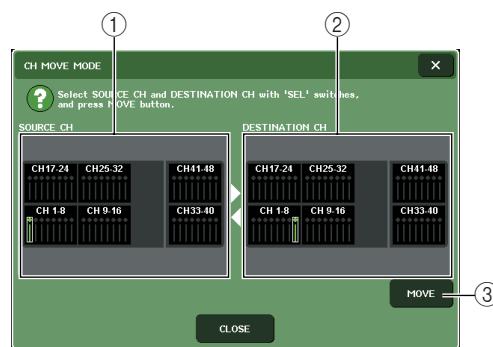 ① ②
CH MOVE MODE ×
? Select SOURCE CH and DESTINATION CH with 'SEL' switches,
and press MOVE button.
SOURCE CH DESTINATION CH
CH17-24 CH25-32 CH41-48 CH17-24 CH25-32 CH41-48
CH 1-8 CH 9-16 CH33-40 CH 1-8 CH 9-16 CH33-40
MOVE ③
CLOSE